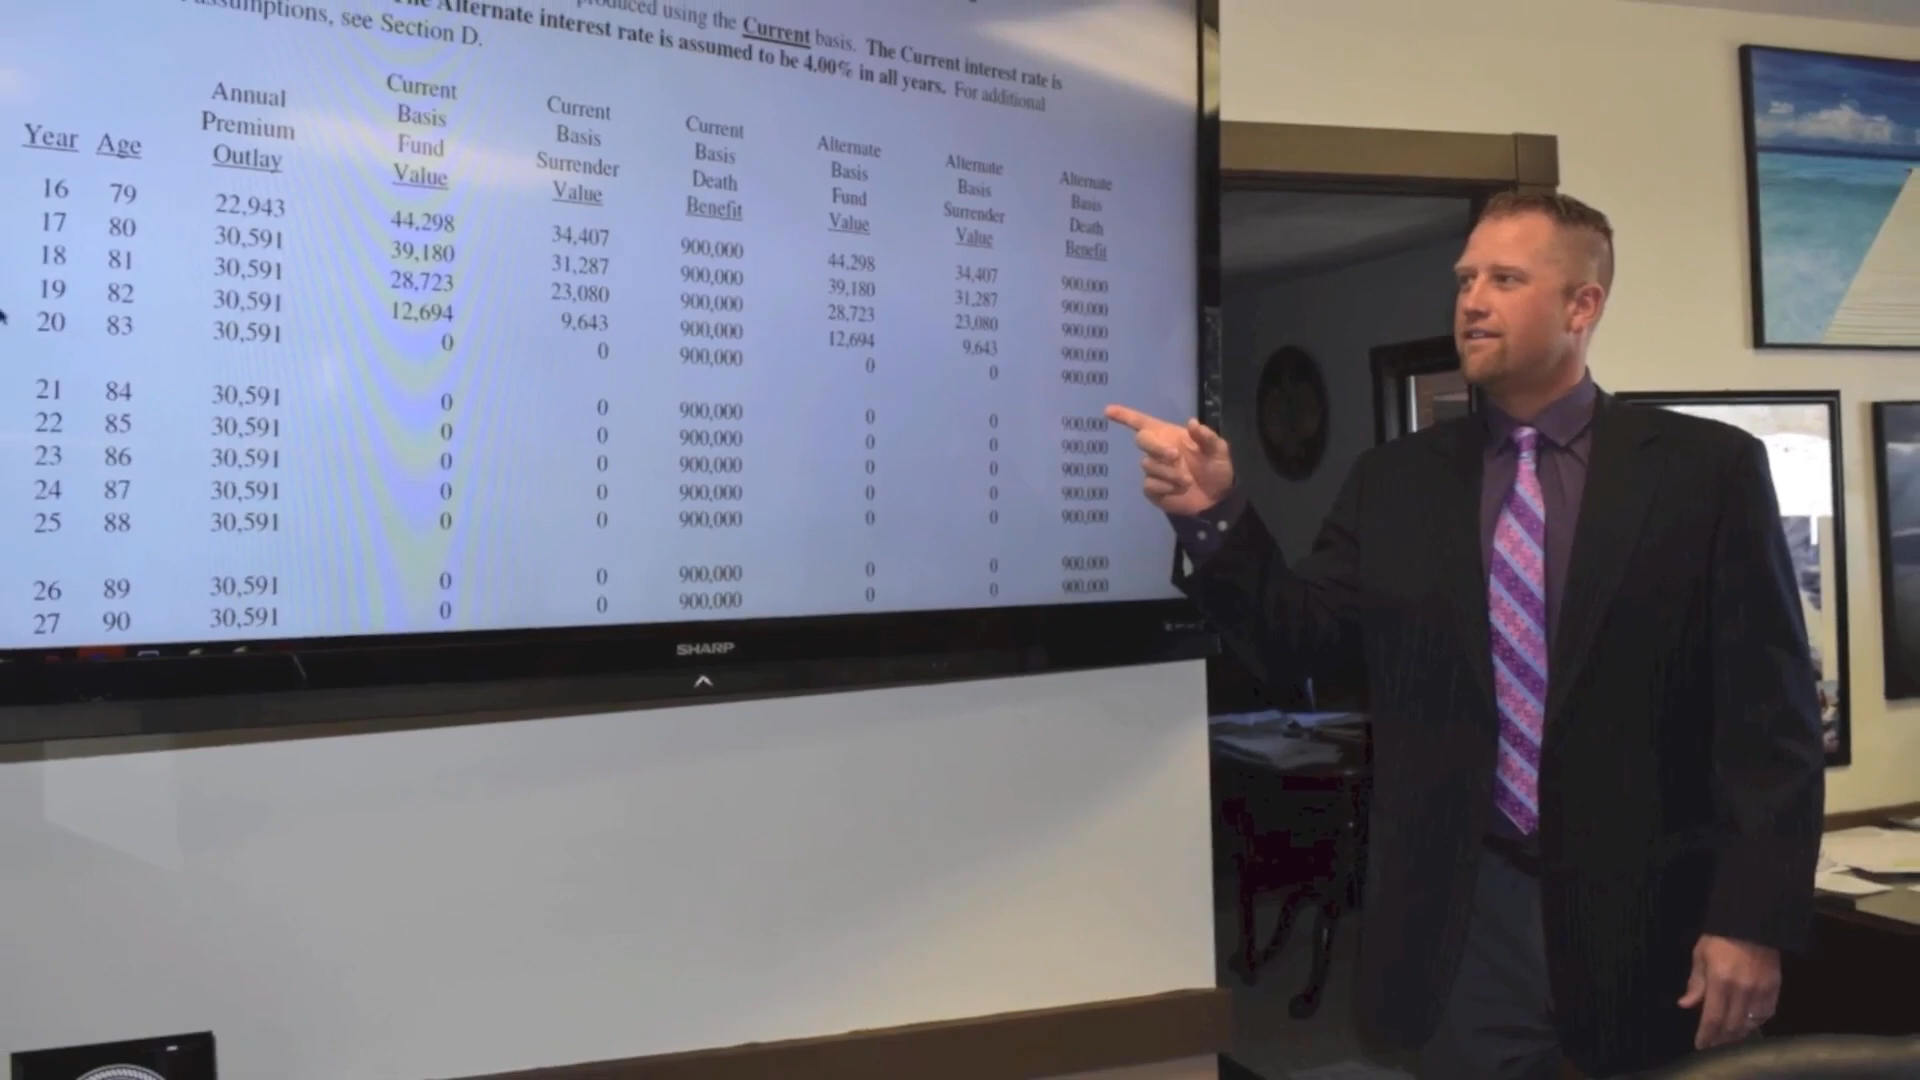 produced using the Current basis. The Current interest rate is
Alternate interest rate is assumed to be 4.00% in all years. For additional
assumptions, see Section D.
Year Age Annual Premium Outlay Current Basis Fund Value Current Basis Surrender Value Current Basis Death Benefit Alternate Basis Fund Value Alternate Basis Surrender Value Alternate Basis Death Benefit
16 79 22,943 44,298 34,407 900,000 44,298 34,407 900,000
17 80 30,591 39,180 31,287 900,000 39,180 31,287 900,000
18 81 30,591 28,723 23,080 900,000 28,723 23,080 900,000
19 82 30,591 12,694 9,643 900,000 12,694 9,643 900,000
20 83 30,591 0 0 900,000 0 0 900,000
21 84 30,591 0 0 900,000 0 0 900,000
22 85 30,591 0 0 900,000 0 0 900,000
23 86 30,591 0 0 900,000 0 0 900,000
24 87 30,591 0 0 900,000 0 0 900,000
25 88 30,591 0 0 900,000 0 0 900,000
26 89 30,591 0 0 900,000 0 0 900,000
27 90 30,591 0 0 900,000 0 0 900,000
SHARP